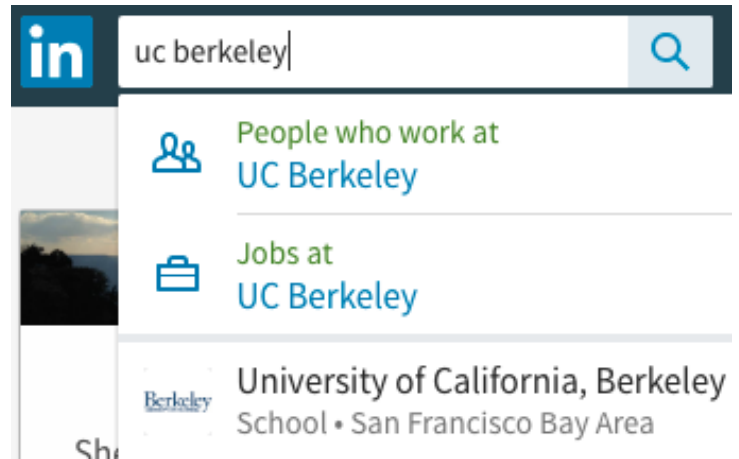 in
uc berkeley
People who work at
UC Berkeley
Jobs at
UC Berkeley
Berkeley
University of California, Berkeley
School • San Francisco Bay Area
She